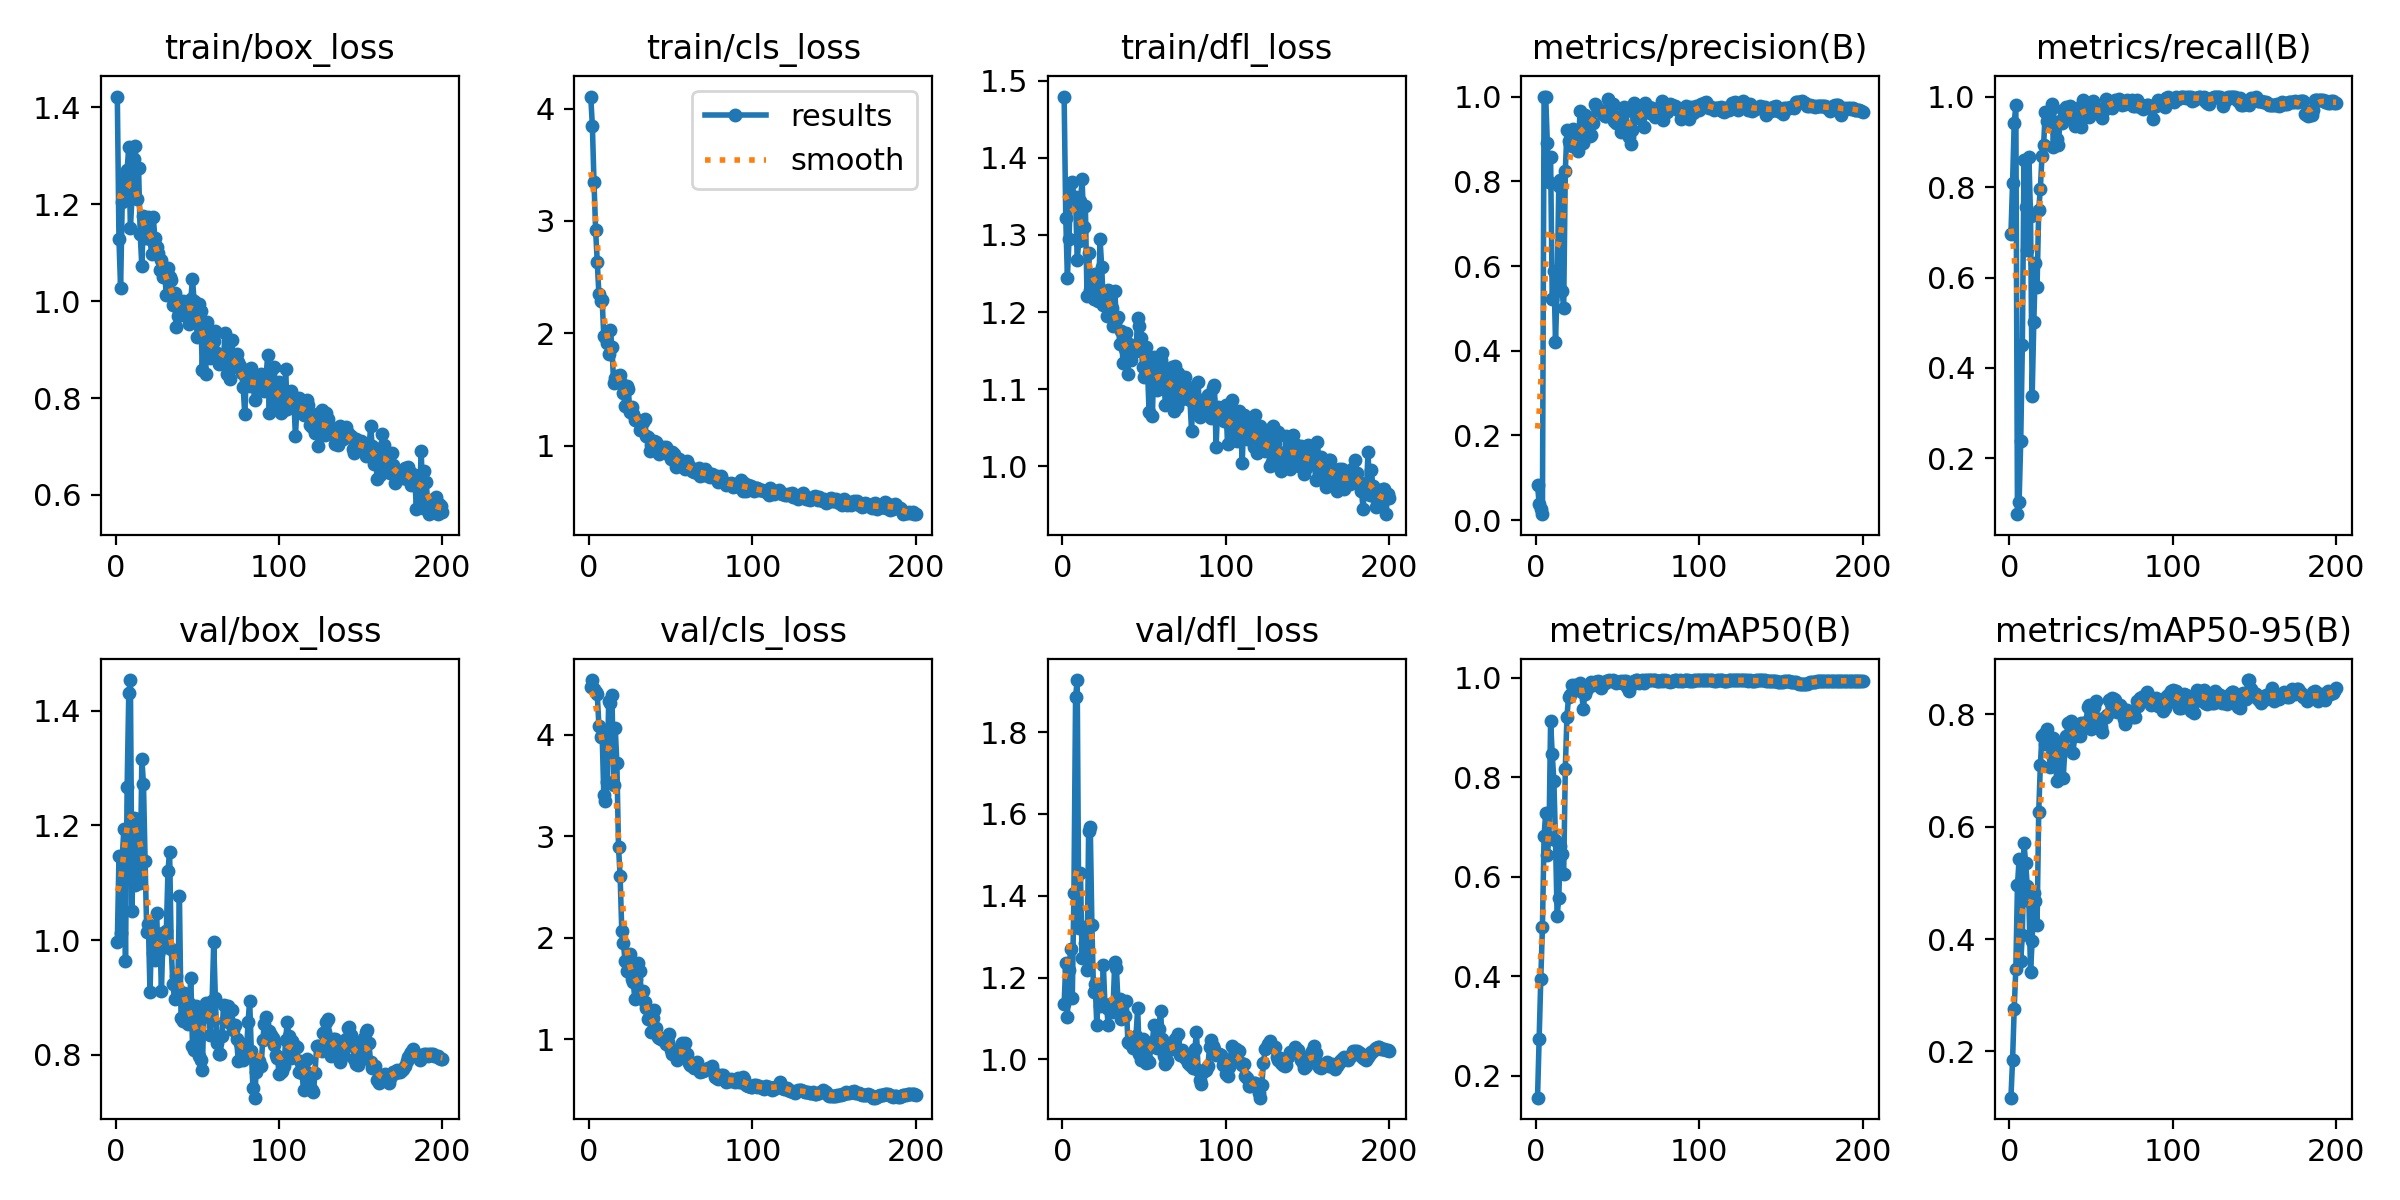 train/box_loss
1.4
1.2
1.0
0.8
0.6
0 100 200
train/cls_loss
results
smooth
4
3
2
1
0 100 200
train/dfl_loss
1.5
1.4
1.3
1.2
1.1
1.0
0 100 200
metrics/precision(B)
1.0
0.8
0.6
0.4
0.2
0.0
0 100 200
metrics/recall(B)
1.0
0.8
0.6
0.4
0.2
0 100 200
val/box_loss
1.4
1.2
1.0
0.8
0 100 200
val/cls_loss
4
3
2
1
0 100 200
val/dfl_loss
1.8
1.6
1.4
1.2
1.0
0 100 200
metrics/mAP50(B)
1.0
0.8
0.6
0.4
0.2
0 100 200
metrics/mAP50-95(B)
0.8
0.6
0.4
0.2
0 100 200